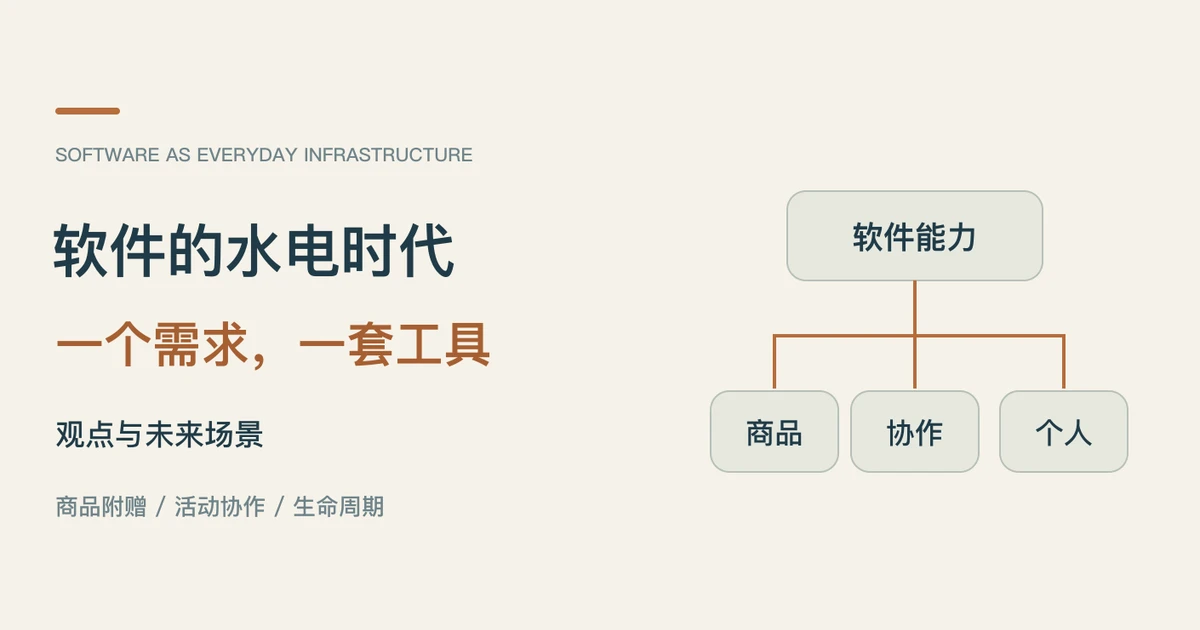 SOFTWARE AS EVERYDAY INFRASTRUCTURE
软件的水电时代
一个需求，一套工具
观点与未来场景
商品附赠 / 活动协作 / 生命周期
软件能力
商品
协作
个人